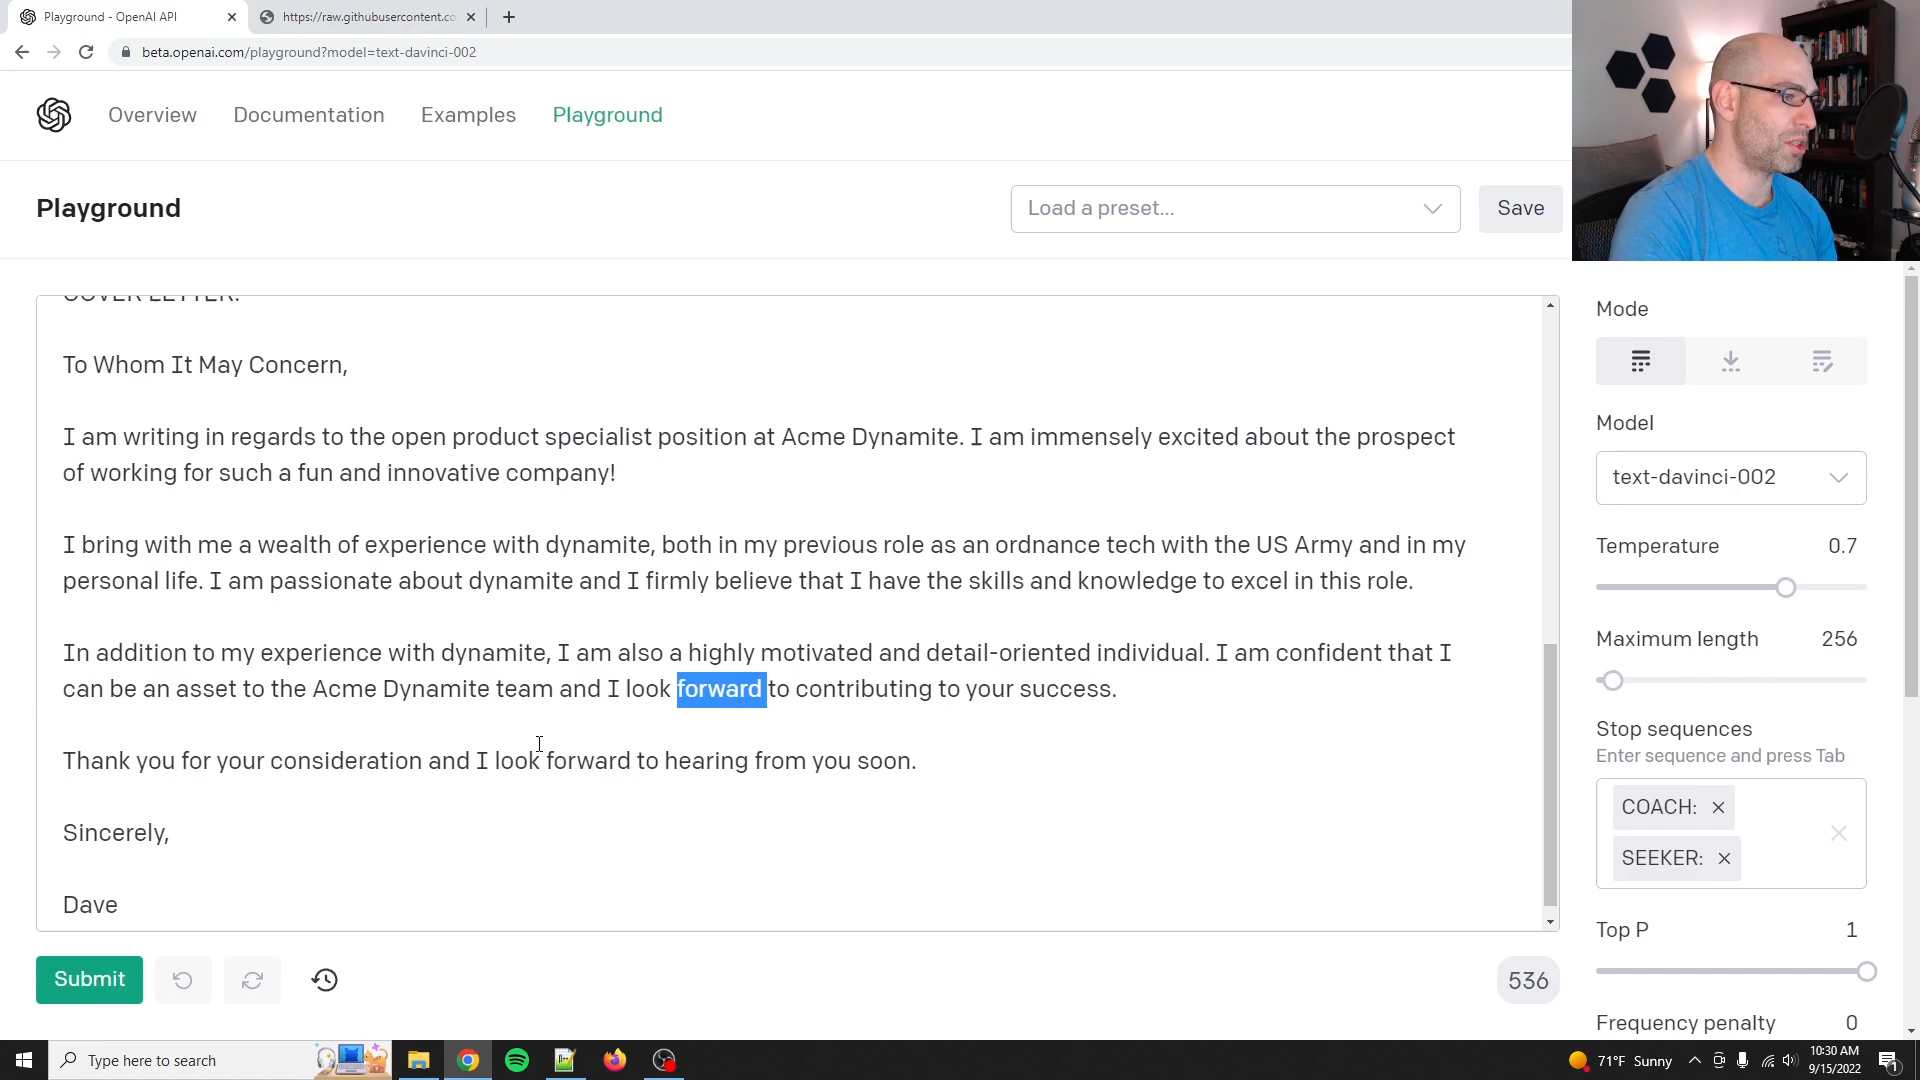 Playground - OpenAI API
https://raw.githubusercontent.co
beta.openai.com/playground?model=text-davinci-002
Overview
Documentation
Examples
Playground
Playground
Load a preset...
Save
COVER LETTER:
To Whom It May Concern,
I am writing in regards to the open product specialist position at Acme Dynamite. I am immensely excited about the prospect
of working for such a fun and innovative company!
I bring with me a wealth of experience with dynamite, both in my previous role as an ordnance tech with the US Army and in my
personal life. I am passionate about dynamite and I firmly believe that I have the skills and knowledge to excel in this role.
In addition to my experience with dynamite, I am also a highly motivated and detail-oriented individual. I am confident that I
can be an asset to the Acme Dynamite team and I look forward to contributing to your success.
Thank you for your consideration and I look forward to hearing from you soon.
Sincerely,
Dave
Submit
536
Mode
Model
text-davinci-002
Temperature 0.7
Maximum length 256
Stop sequences
Enter sequence and press Tab
COACH:
SEEKER:
Top P 1
Frequency penalty 0
Type here to search
71°F Sunny
10:30 AM
9/15/2022
1